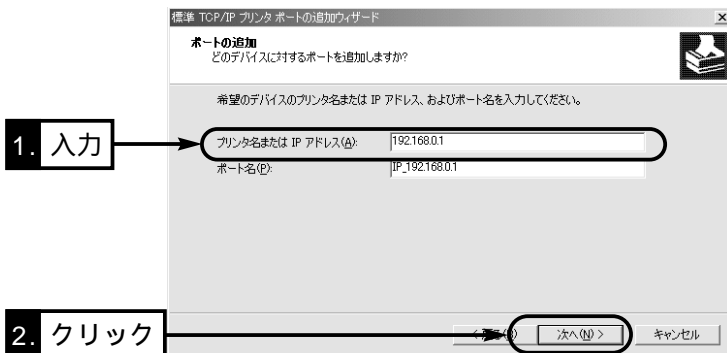 標準 TCP/IP プリンタ ポートの追加ウィザード
ポートの追加
どのデバイスに対するポートを追加しますか?
希望のデバイスのプリンタ名または IP アドレス、およびポート名を入力してください。
1. 入力
プリンタ名または IP アドレス(A): 192.168.0.1
ポート名(P): IP_192.168.0.1
2. クリック
次へ(N) > キャンセル